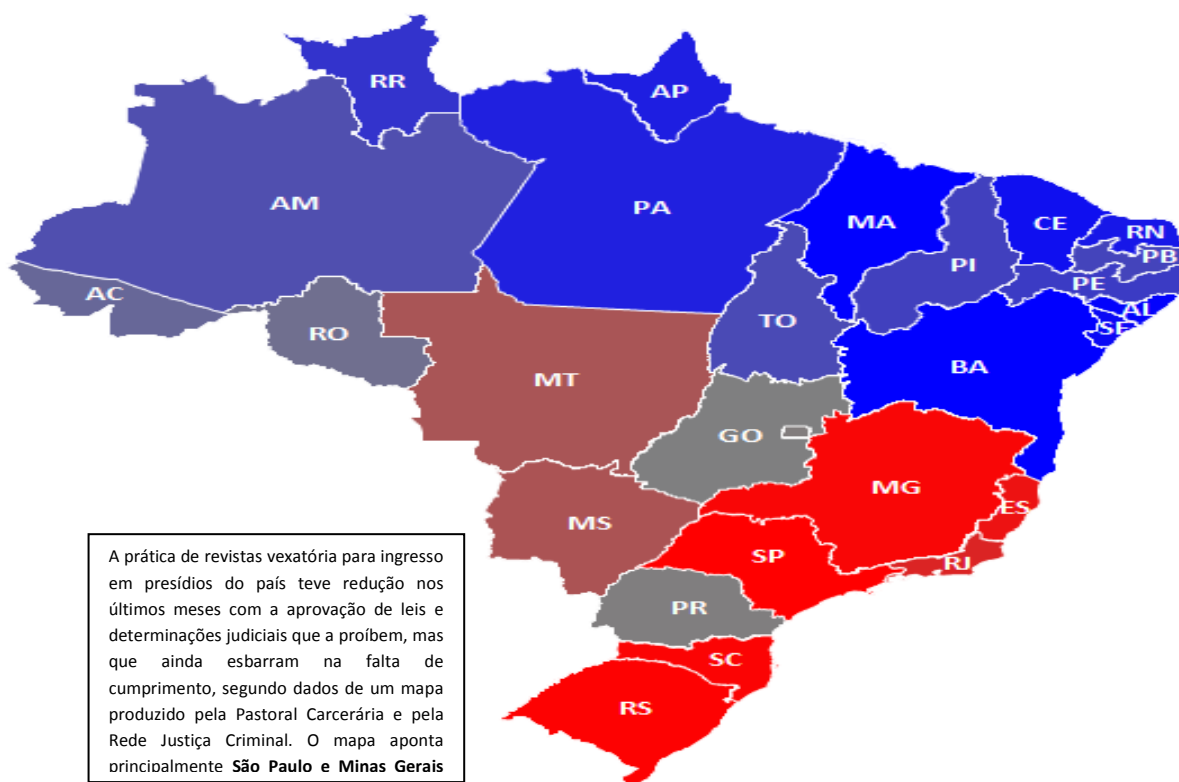 RR
AP
AM
PA
MA
CE
RN
PI
PB
PE
AC
AL
TO
SE
RO
BA
MT
GO
MG
ES
MS
SP
RJ
PR
SC
RS
A prática de revistas vexatória para ingresso
em presídios do país teve redução nos
últimos meses com a aprovação de leis e
determinações judiciais que a proíbem, mas
que ainda esbarram na falta de
cumprimento, segundo dados de um mapa
produzido pela Pastoral Carcerária e pela
Rede Justiça Criminal. O mapa aponta
principalmente São Paulo e Minas Gerais